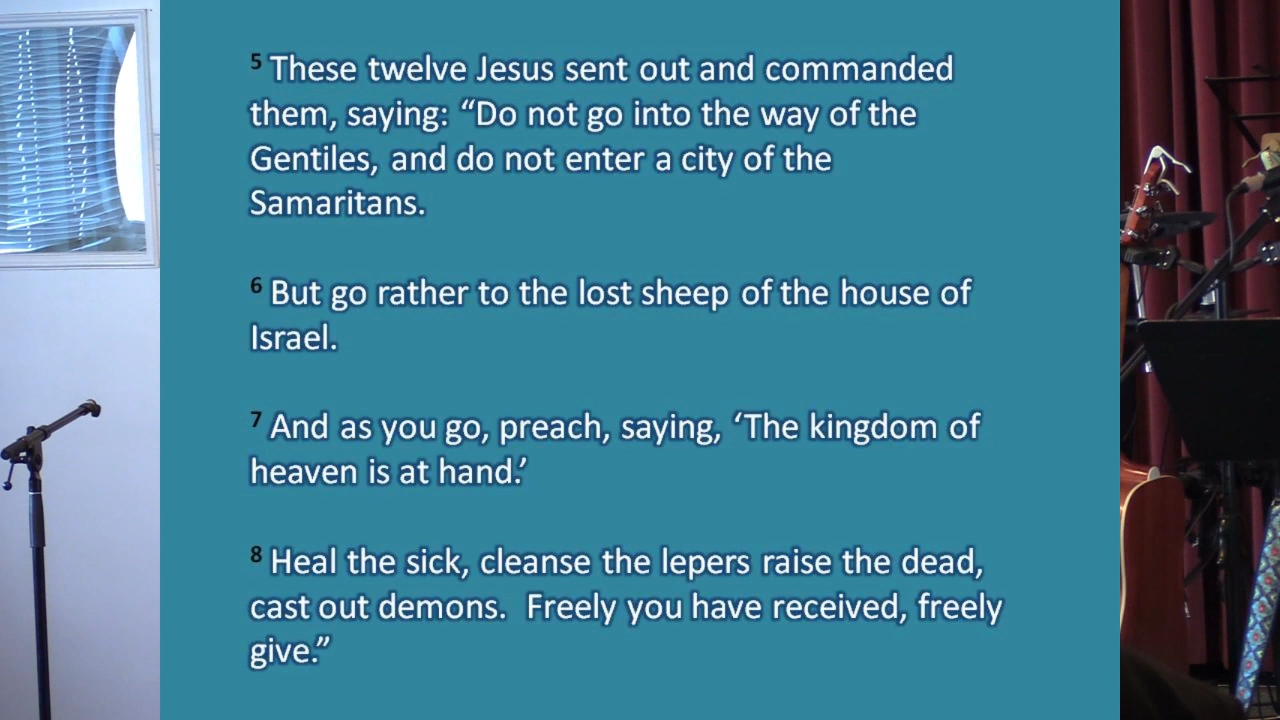 5 These twelve Jesus sent out and commanded
them, saying: “Do not go into the way of the
Gentiles, and do not enter a city of the
Samaritans.
6 But go rather to the lost sheep of the house of
Israel.
7 And as you go, preach, saying, ‘The kingdom of
heaven is at hand.’
8 Heal the sick, cleanse the lepers raise the dead,
cast out demons.  Freely you have received, freely
give.”